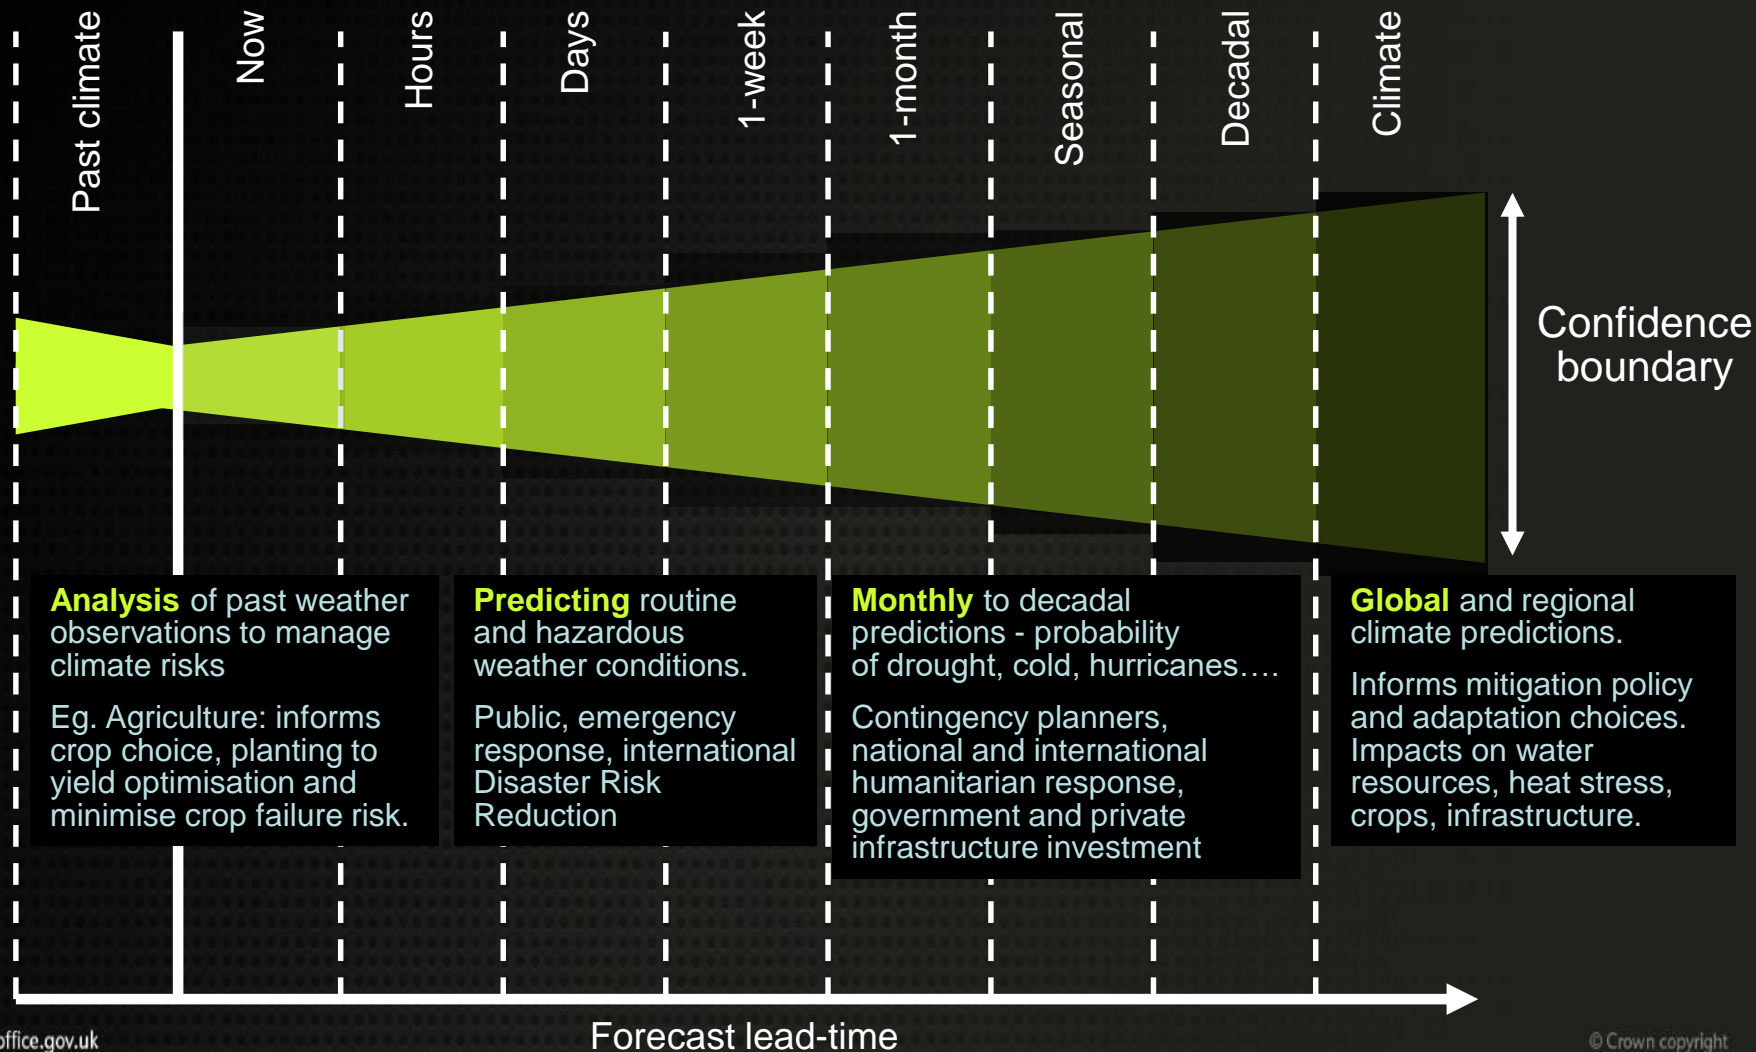 Past climate
Now
Hours
Days
1-week
1-month
Seasonal
Decadal
Climate
Confidence
boundary
Analysis of past weather
observations to manage
climate risks
Eg. Agriculture: informs
crop choice, planting to
yield optimisation and
minimise crop failure risk.
Predicting routine
and hazardous
weather conditions.
Public, emergency
response, international
Disaster Risk
Reduction
Monthly to decadal
predictions - probability
of drought, cold, hurricanes….
Contingency planners,
national and international
humanitarian response,
government and private
infrastructure investment
Global and regional
climate predictions.
Informs mitigation policy
and adaptation choices.
Impacts on water
resources, heat stress,
crops, infrastructure.
Forecast lead-time
office.gov.uk
© Crown copyright